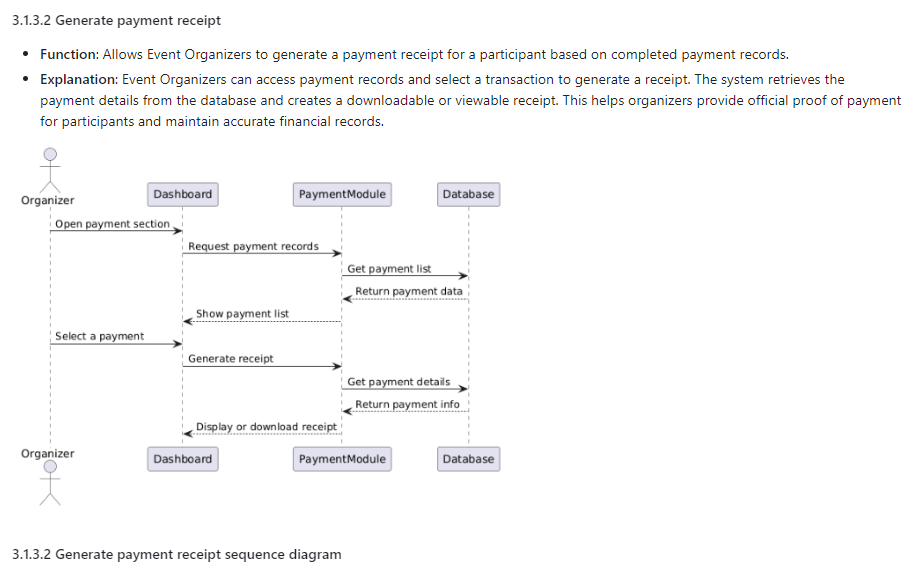 3.1.3.2 Generate payment receipt
• Function: Allows Event Organizers to generate a payment receipt for a participant based on completed payment records.
• Explanation: Event Organizers can access payment records and select a transaction to generate a receipt. The system retrieves the
payment details from the database and creates a downloadable or viewable receipt. This helps organizers provide official proof of payment
for participants and maintain accurate financial records.
Organizer Dashboard PaymentModule Database
Open payment section
Request payment records
Get payment list
Return payment data
Show payment list
Select a payment
Generate receipt
Get payment details
Return payment info
Display or download receipt
Organizer Dashboard PaymentModule Database
3.1.3.2 Generate payment receipt sequence diagram